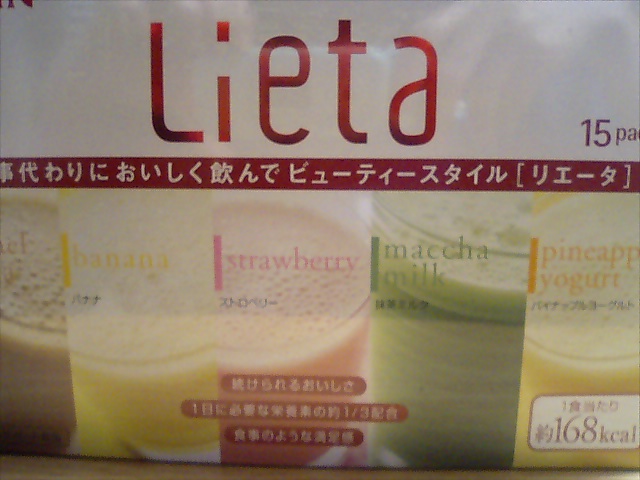 Lieta
15
事代わりにおいしく飲んでビューティースタイル[リエータ]
banana
バナナ
strawberry
ストロベリー
maccha
milk
抹茶ミルク
pineapp
yogurt
パイナップルヨーグルト
続けられるおいしさ
1日に必要な栄養素の約1/3配合
食事のような満足感
1食当たり
約168kcal